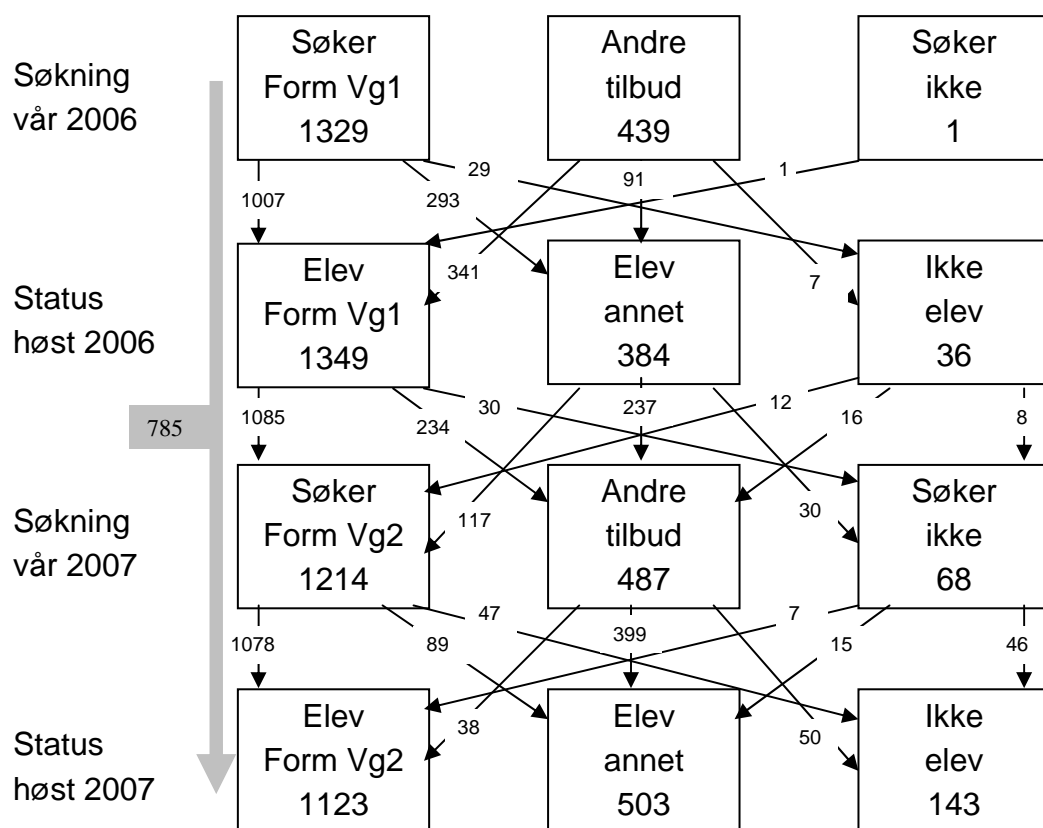 Søkning
vår 2006
Søker
Form Vg1
1329
Andre
tilbud
439
Søker
ikke
1
1007
293
29
341
91
7
1
Status
høst 2006
Elev
Form Vg1
1349
Elev
annet
384
Ikke
elev
36
785
1085
234
30
117
237
30
12
16
8
Søkning
vår 2007
Søker
Form Vg2
1214
Andre
tilbud
487
Søker
ikke
68
1078
89
47
38
399
50
7
15
46
Status
høst 2007
Elev
Form Vg2
1123
Elev
annet
503
Ikke
elev
143